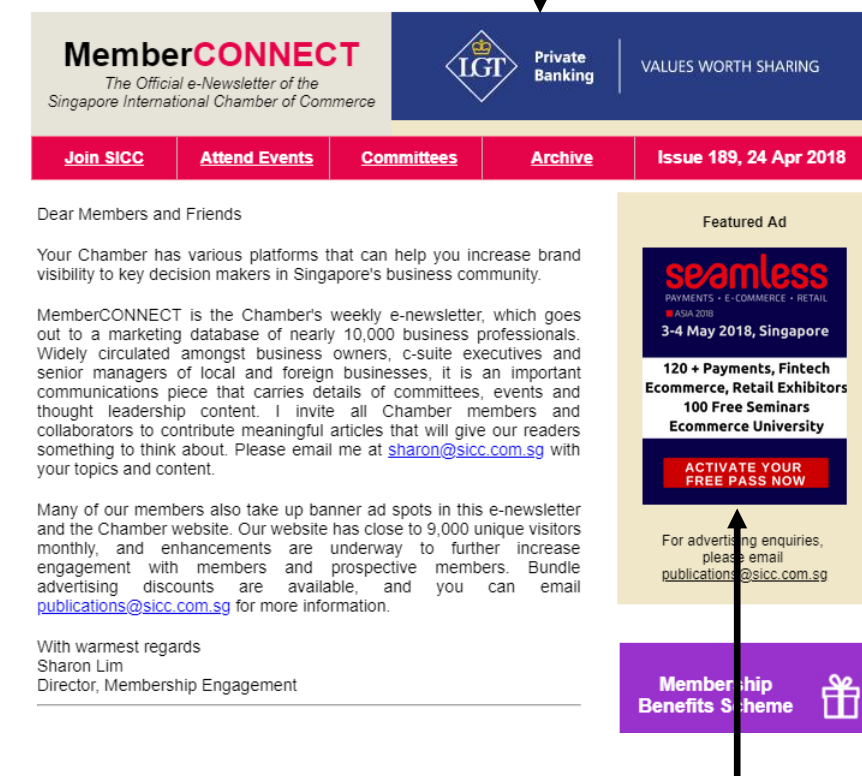 MemberCONNECT
The Official e-Newsletter of the
Singapore International Chamber of Commerce
LGT
Private
Banking
VALUES WORTH SHARING
Join SICC
Attend Events
Committees
Archive
Issue 189, 24 Apr 2018
Dear Members and Friends
Your Chamber has various platforms that can help you increase brand
visibility to key decision makers in Singapore's business community.
MemberCONNECT is the Chamber's weekly e-newsletter, which goes
out to a marketing database of nearly 10,000 business professionals.
Widely circulated amongst business owners, c-suite executives and
senior managers of local and foreign businesses, it is an important
communications piece that carries details of committees, events and
thought leadership content. I invite all Chamber members and
collaborators to contribute meaningful articles that will give our readers
something to think about. Please email me at sharon@sicc.com.sg with
your topics and content.
Many of our members also take up banner ad spots in this e-newsletter
and the Chamber website. Our website has close to 9,000 unique visitors
monthly, and enhancements are underway to further increase
engagement with members and prospective members. Bundle
advertising discounts are available, and you can email
publications@sicc.com.sg for more information.
With warmest regards
Sharon Lim
Director, Membership Engagement
Featured Ad
seamless
PAYMENTS • E-COMMERCE • RETAIL
ASIA 2018
3-4 May 2018, Singapore
120 + Payments, Fintech
Ecommerce, Retail Exhibitors
100 Free Seminars
Ecommerce University
ACTIVATE YOUR
FREE PASS NOW
For advertising enquiries,
please email
publications@sicc.com.sg
Membership
Benefits Scheme